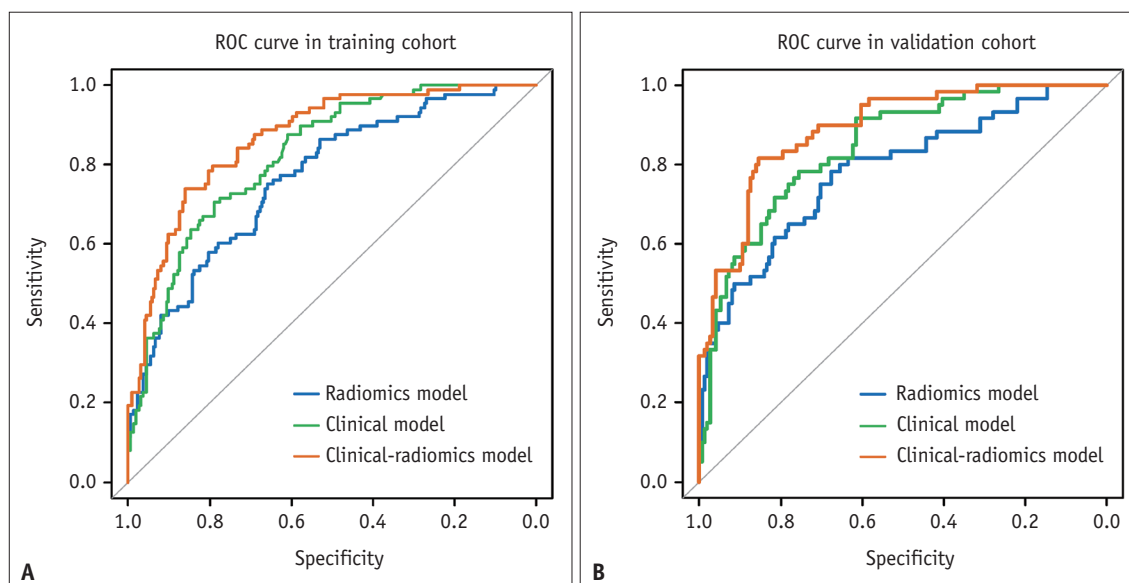 ROC curve in training cohort
1.0
0.8
0.6
0.4
0.2
0.0
Sensitivity
Radiomics model
Clinical model
Clinical-radiomics model
1.0 0.8 0.6 0.4 0.2 0.0
Specificity
A
ROC curve in validation cohort
1.0
0.8
0.6
0.4
0.2
0.0
Sensitivity
Radiomics model
Clinical model
Clinical-radiomics model
1.0 0.8 0.6 0.4 0.2 0.0
Specificity
B